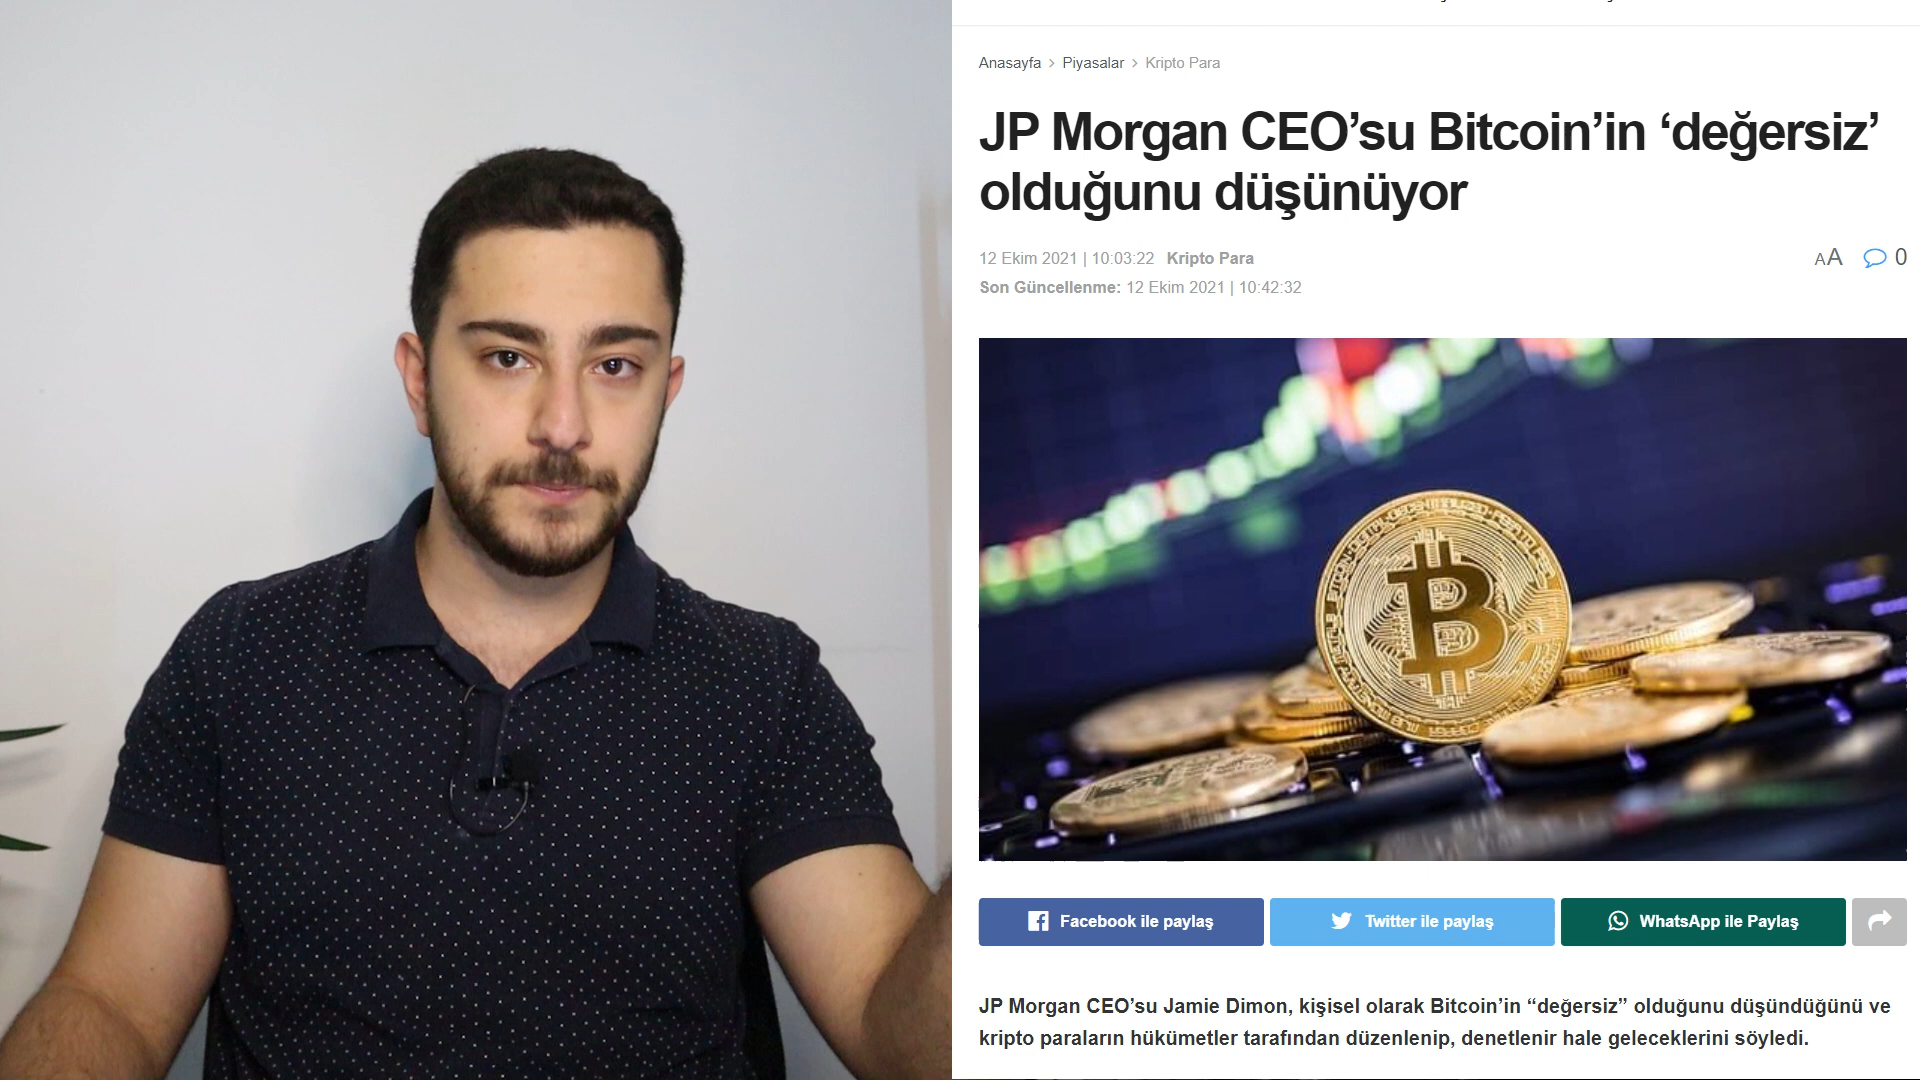 Anasayfa > Piyasalar > Kripto Para
JP Morgan CEO’su Bitcoin’in ‘değersiz’
olduğunu düşünüyor
12 Ekim 2021 | 10:03:22 Kripto Para
AA 0
Son Güncellenme: 12 Ekim 2021 | 10:42:32
Facebook ile paylaş
Twitter ile paylaş
WhatsApp ile Paylaş
JP Morgan CEO’su Jamie Dimon, kişisel olarak Bitcoin’in “değersiz” olduğunu düşündüğünü ve
kripto paraların hükümetler tarafından düzenlenip, denetlenir hale geleceklerini söyledi.